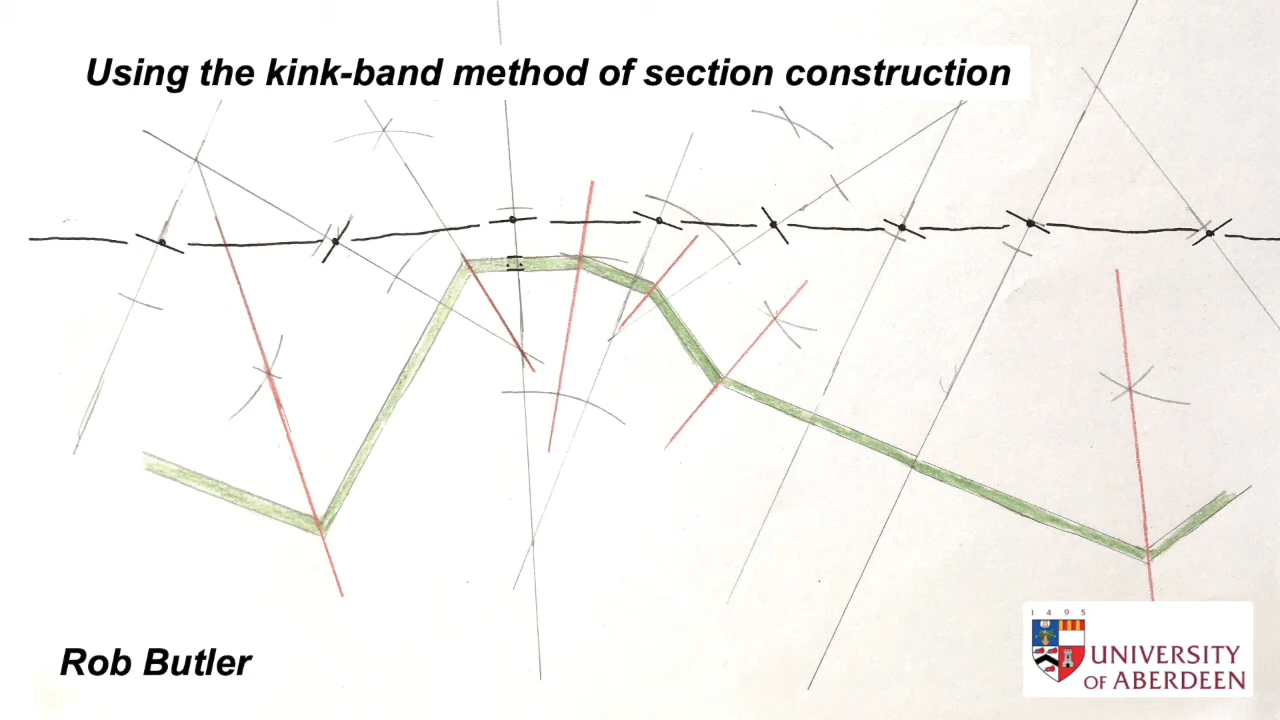 Using the kink-band method of section construction
Rob Butler
1495
UNIVERSITY
OF ABERDEEN